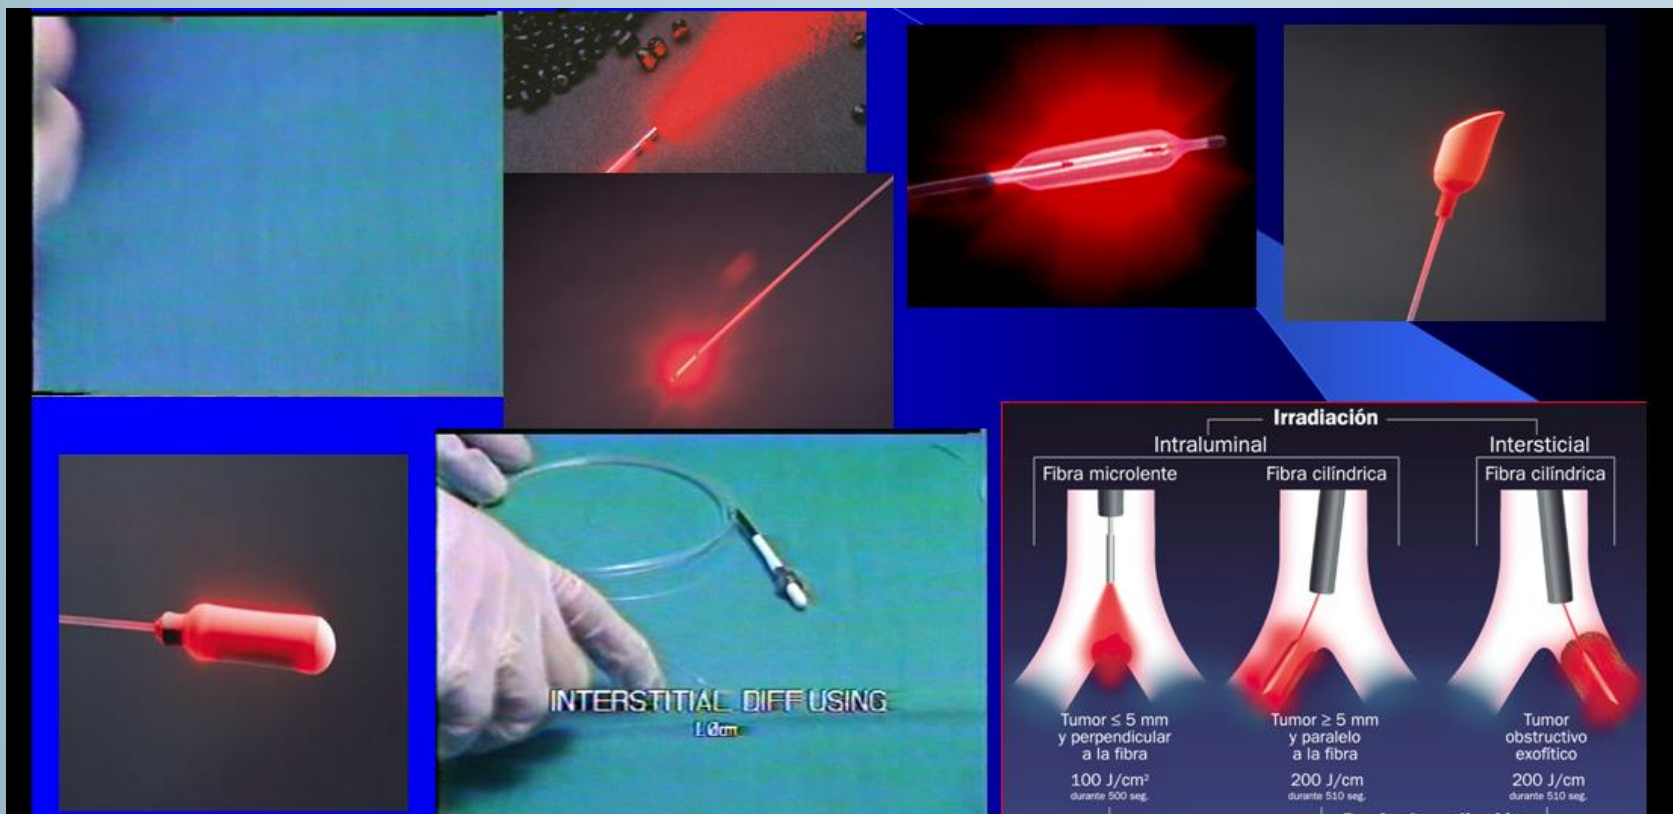 INTERSTITIAL DIFFUSING
1.0cm
Irradiación
Intraluminal
Intersticial
Fibra microlente
Fibra cilíndrica
Fibra cilíndrica
Tumor ≤ 5 mm
y perpendicular
a la fibra
100 J/cm²
durante 500 seg.
Tumor ≥ 5 mm
y paralelo
a la fibra
200 J/cm
durante 510 seg.
Tumor
obstructivo
exofítico
200 J/cm
durante 510 seg.